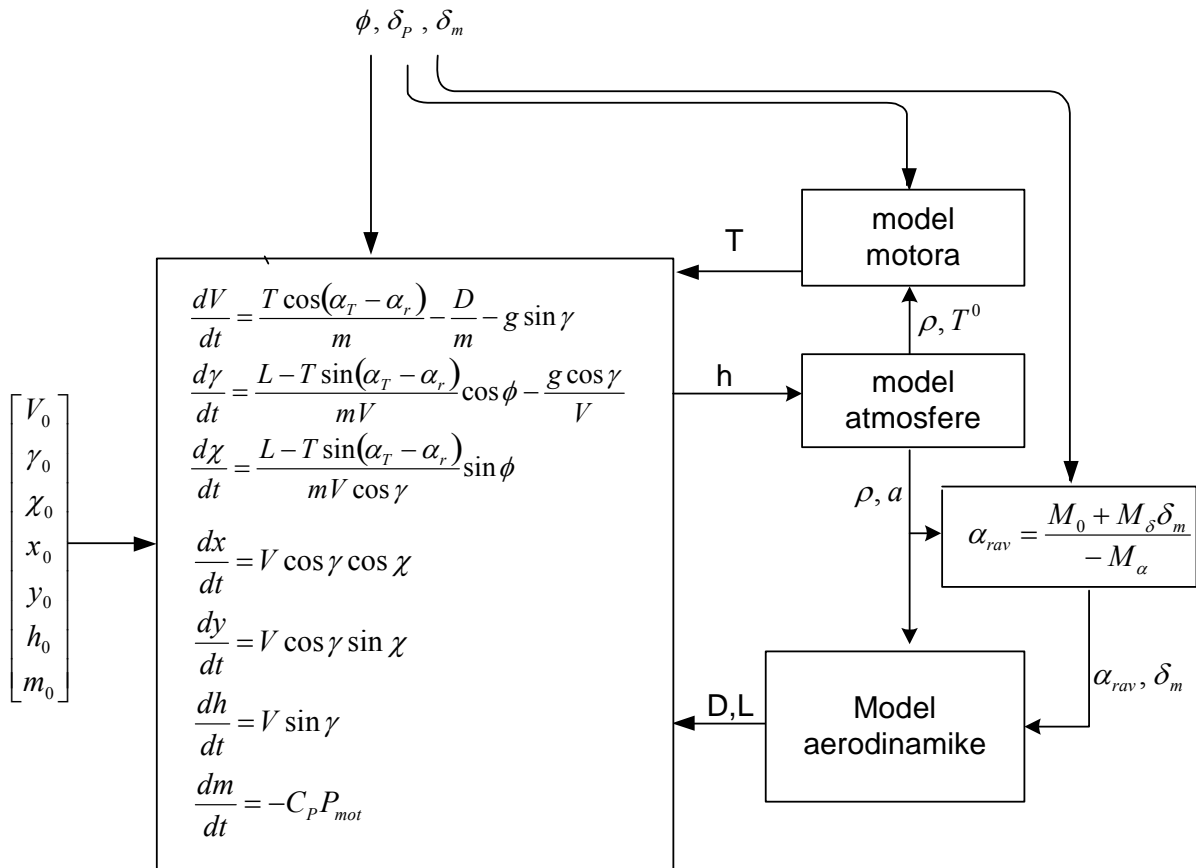 ϕ, δ_P , δ_m
model
motora
T
dV/dt = T cos(α_T − α_r)/m − D/m − g sin γ
ρ, T^0
dγ/dt = (L − T sin(α_T − α_r))/(mV) cos ϕ − g cos γ/V
h
model
atmosfere
dχ/dt = (L − T sin(α_T − α_r))/(mV cos γ) sin ϕ
V_0
γ_0
χ_0
x_0
y_0
h_0
m_0
ρ, a
α_rav = (M_0 + M_δ δ_m)/(− M_α)
dx/dt = V cos γ cos χ
dy/dt = V cos γ sin χ
α_rav, δ_m
D,L
Model
aerodinamike
dh/dt = V sin γ
dm/dt = −C_P P_mot